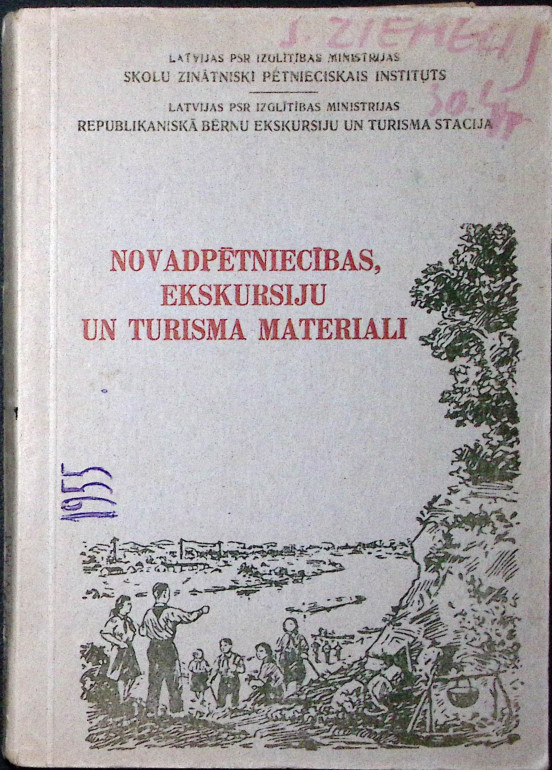 LATVIJAS PSR IZGLĪTĪBAS MINISTRIJAS
SKOLU ZINĀTNISKI PĒTNIECISKAIS INSTITŪTS
LATVIJAS PSR IZGLĪTĪBAS MINISTRIJAS
REPUBLIKANISKĀ BĒRNU EKSKURSIJU UN TURISMA STACIJA
NOVADPĒTNIECĪBAS,
EKSKURSIJU
UN TURISMA MATERIALI
1955